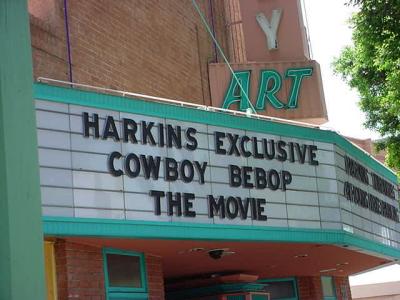 Y
ART
HARKINS EXCLUSIVE
COWBOY BEBOP
THE MOVIE